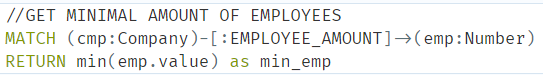 //GET MINIMAL AMOUNT OF EMPLOYEES
MATCH (cmp:Company)-[:EMPLOYEE_AMOUNT]->(emp:Number)
RETURN min(emp.value) as min_emp